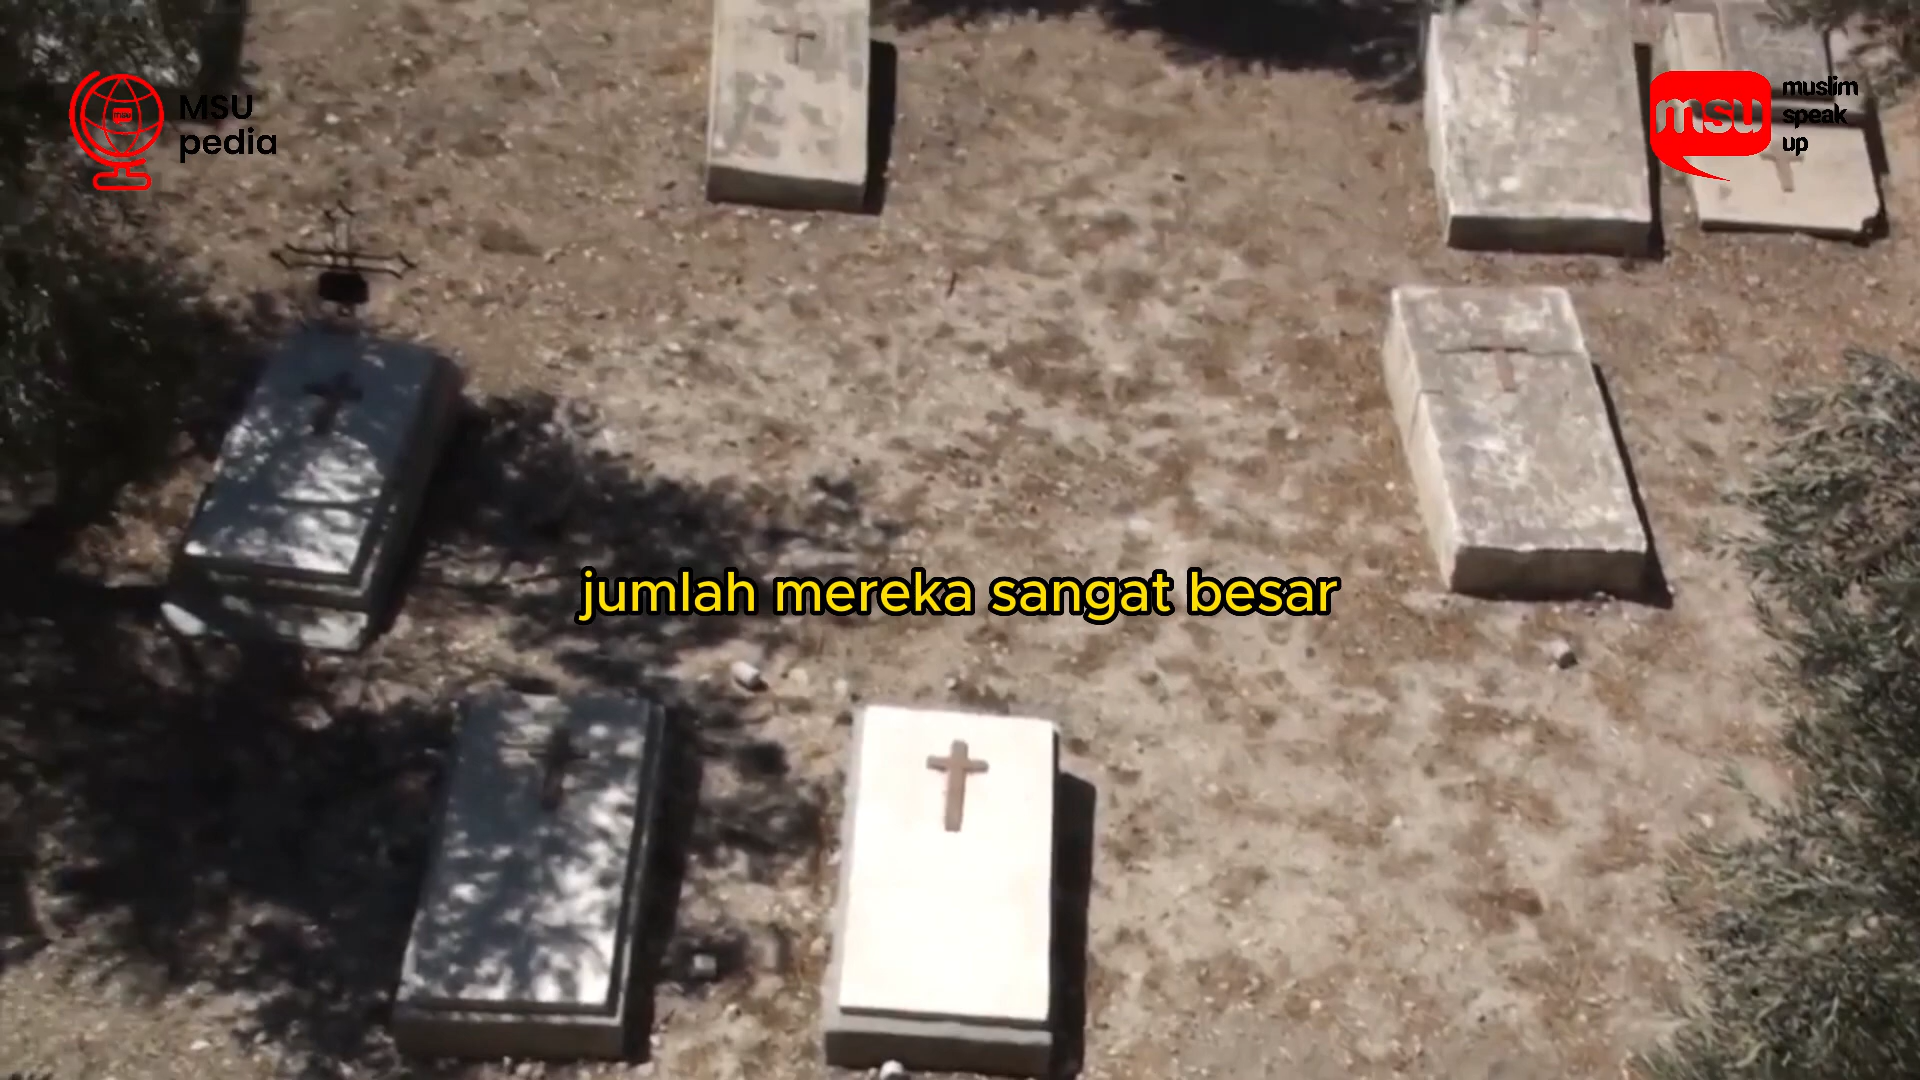 MSU
pedia
msu
muslim
speak
up
jumlah mereka sangat besar